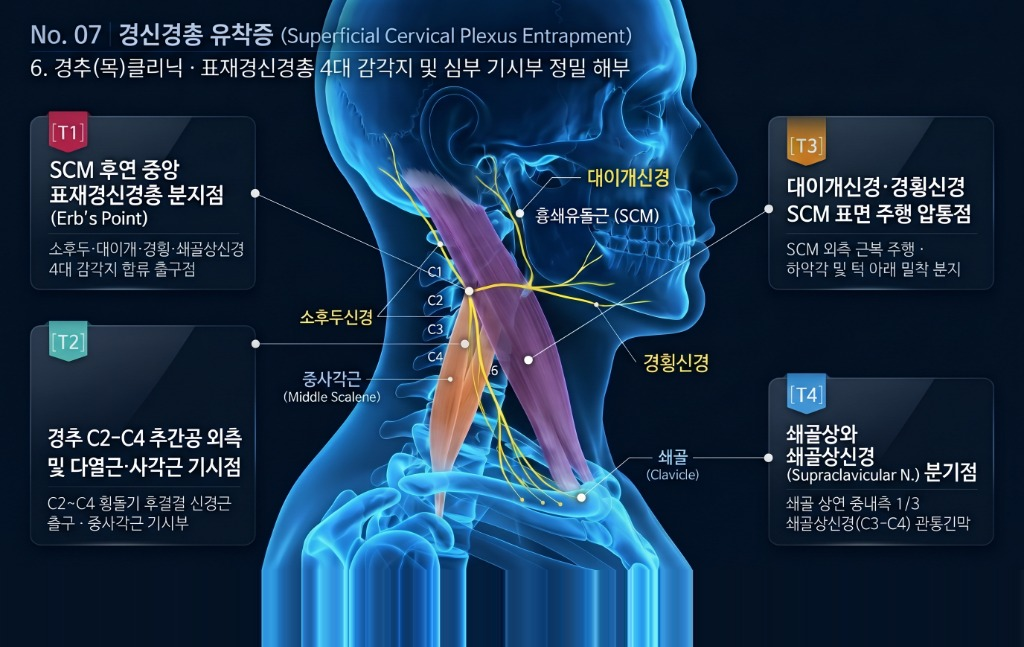 No. 07 | 경신경총 유착증 (Superficial Cervical Plexus Entrapment)
6. 경추(목)클리닉 · 표재경신경총 4대 감각지 및 심부 기시부 정밀 해부
[T1]
SCM 후연 중앙
표재경신경총 분지점
(Erb's Point)
소후두·대이개·경횡·쇄골상신경
4대 감각지 합류 출구점
[T2]
경추 C2-C4 추간공 외측
및 다열근·사각근 기시점
C2~C4 횡돌기 후결결 신경근
출구 · 중사각근 기시부
대이개신경
흉쇄유돌근 (SCM)
C1
C2
C3
C4
6
소후두신경
중사각근
(Middle Scalene)
경횡신경
쇄골
(Clavicle)
[T3]
대이개신경·경횡신경
SCM 표면 주행 압통점
SCM 외측 근복 주행 ·
하악각 및 턱 아래 밀착 분지
[T4]
쇄골상와
쇄골상신경
(Supraclavicular N.) 분기점
쇄골 상연 중내측 1/3
쇄골상신경(C3-C4) 관통긴막